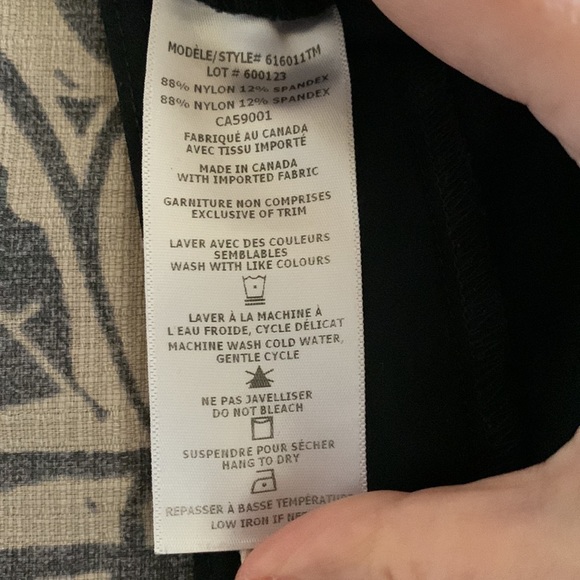 MODÈLE/STYLE# 616011TM
LOT # 600123
88% NYLON 12% SPANDEX
88% NYLON 12% SPANDEX
CA59001
FABRIQUÉ AU CANADA
AVEC TISSU IMPORTÉ
MADE IN CANADA
WITH IMPORTED FABRIC
GARNITURE NON COMPRISES
EXCLUSIVE OF TRIM
LAVER AVEC DES COULEURS
SEMBLABLES
WASH WITH LIKE COLOURS
LAVER À LA MACHINE À
L'EAU FROIDE, CYCLE DÉLICAT
MACHINE WASH COLD WATER,
GENTLE CYCLE
NE PAS JAVELLISER
DO NOT BLEACH
SUSPENDRE POUR SÉCHER
HANG TO DRY
REPASSER À BASSE TEMPÉRATURE
LOW IRON IF